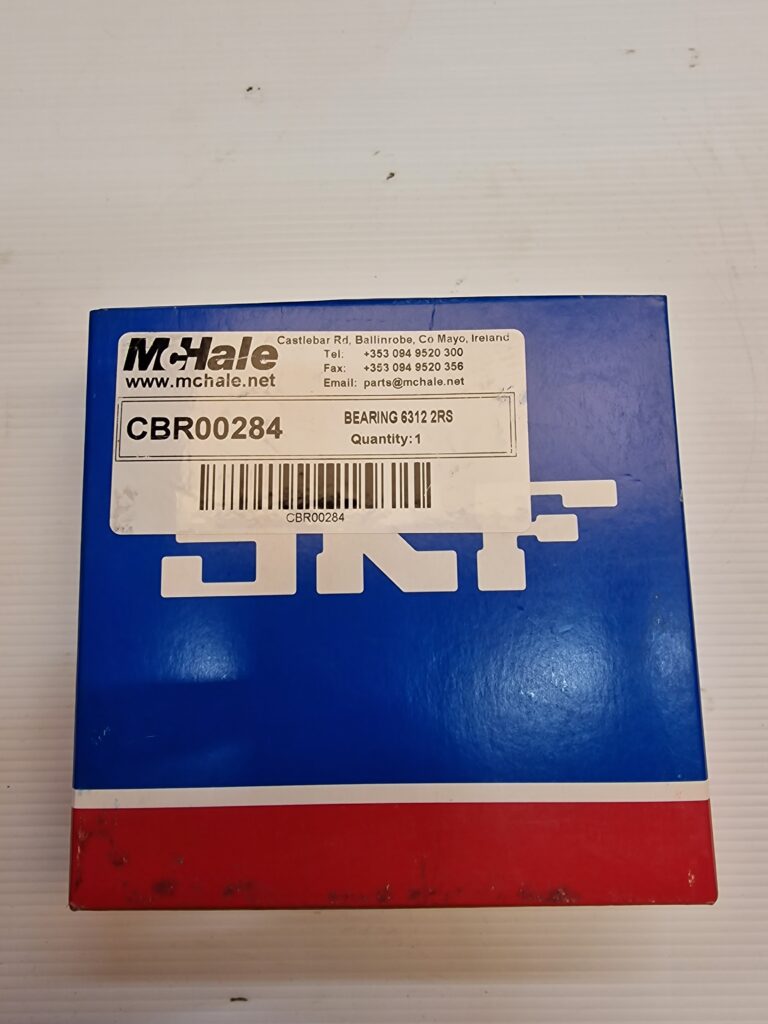 McHale
www.mchale.net
Castlebar Rd, Ballinrobe, Co Mayo, Ireland
Tel: +353 094 9520 300
Fax: +353 094 9520 356
Email: parts@mchale.net
CBR00284
BEARING 6312 2RS
Quantity:1
CBR00284
SKF